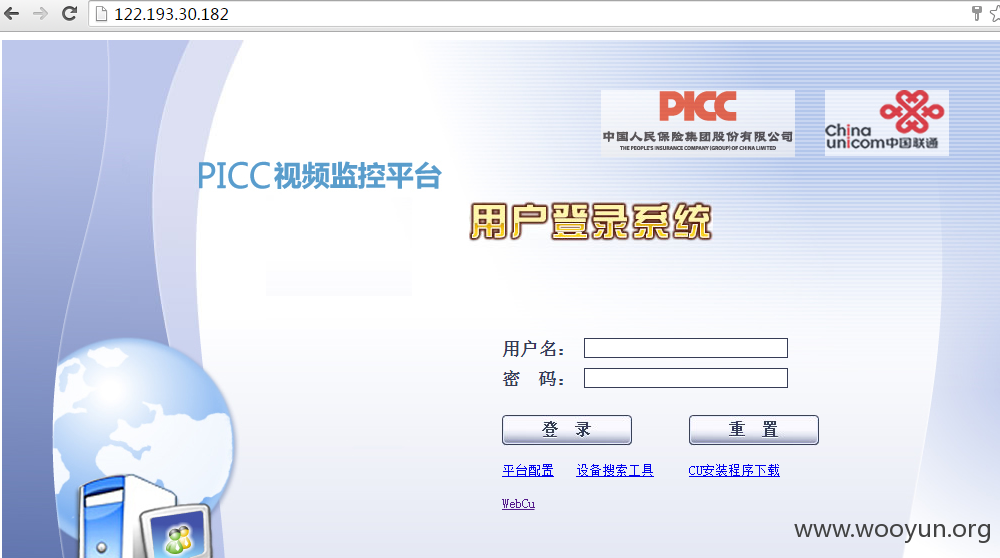 122.193.30.182
PICC
中国人民保险集团股份有限公司
THE PEOPLE'S INSURANCE COMPANY (GROUP) OF CHINA LIMITED
China unicom中国联通
PICC视频监控平台
用户登录系统
用户名：
密 码：
登 录 重 置
平台配置 设备搜索工具 CU安装程序下载
WebCu
www.wooyun.org